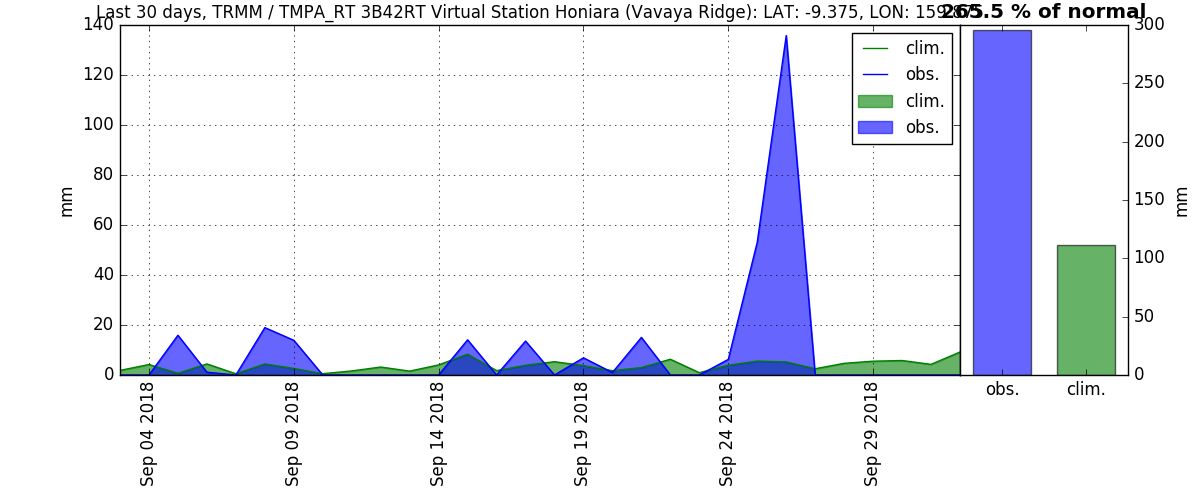 Last 30 days, TRMM / TMPA_RT 3B42RT Virtual Station Honiara (Vavaya Ridge): LAT: -9.375, LON:
265.5 % of normal
140
120
100
80
60
40
20
0
mm
clim.
obs.
clim.
obs.
Sep 04 2018
Sep 09 2018
Sep 14 2018
Sep 19 2018
Sep 24 2018
Sep 29 2018
300
250
200
150
100
50
0
mm
obs.
clim.